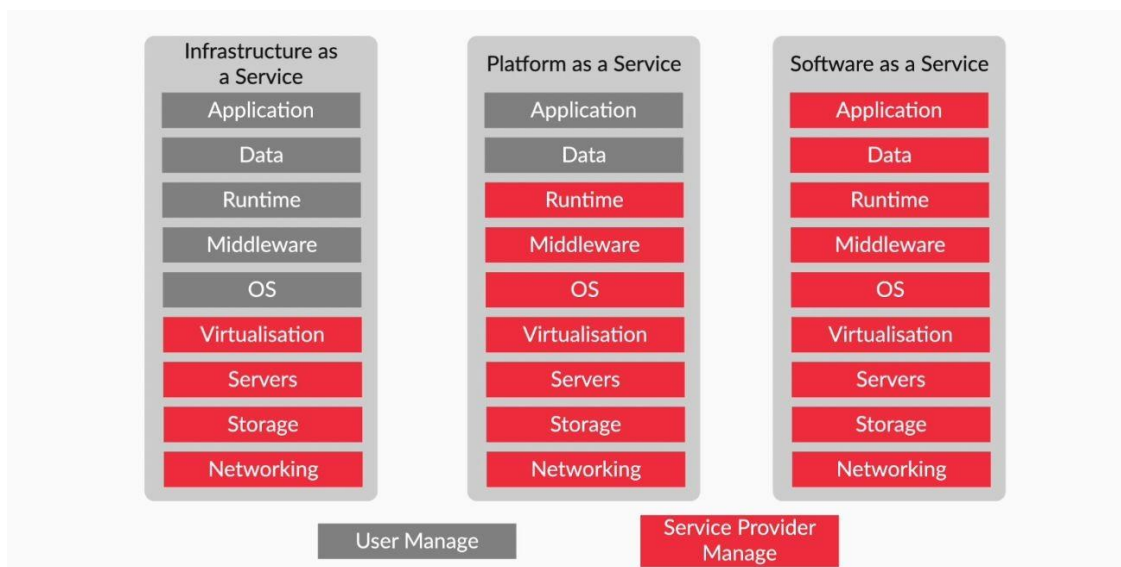 Infrastructure as
a Service
Application
Data
Runtime
Middleware
OS
Virtualisation
Servers
Storage
Networking
Platform as a Service
Application
Data
Runtime
Middleware
OS
Virtualisation
Servers
Storage
Networking
Software as a Service
Application
Data
Runtime
Middleware
OS
Virtualisation
Servers
Storage
Networking
User Manage
Service Provider
Manage